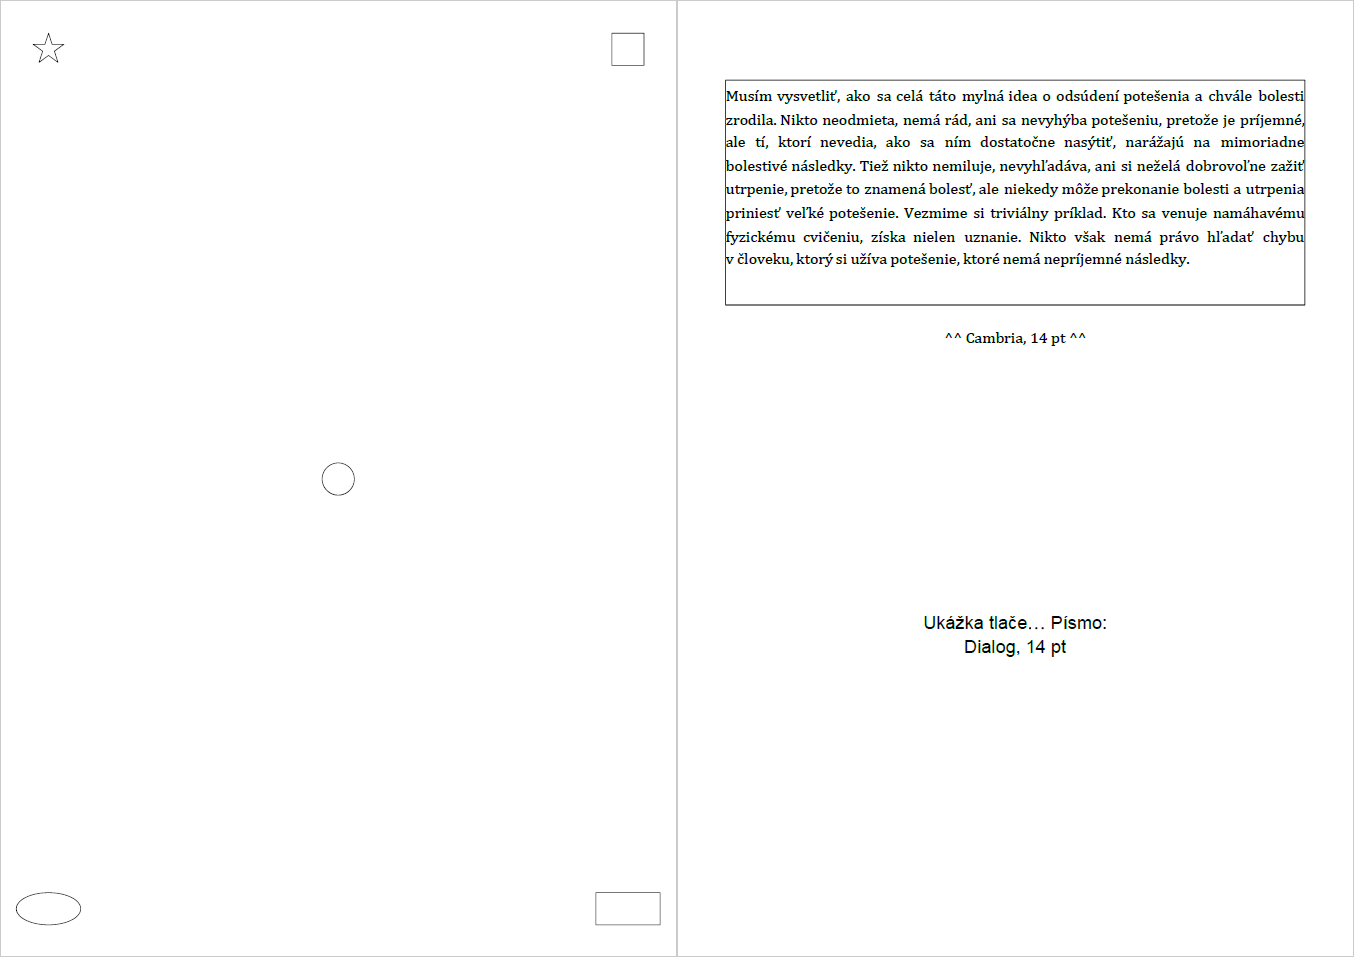 Musím vysvetliť, ako sa celá táto mylná idea o odsúdení potešenia a chvále bolesti
zrodila. Nikto neodmieta, nemá rád, ani sa nevyhýba potešeniu, pretože je príjemné,
ale tí, ktorí nevedia, ako sa ním dostatočne nasýtiť, narážajú na mimoriadne
bolestivé následky. Tiež nikto nemiluje, nevyhľadáva, ani si neželá dobrovoľne zažiť
utrpenie, pretože to znamená bolesť, ale niekedy môže prekonanie bolesti a utrpenia
priniesť veľké potešenie. Vezmime si triviálny príklad. Kto sa venuje namáhavému
fyzickému cvičeniu, získa nielen uznanie. Nikto však nemá právo hľadať chybu
v človeku, ktorý si užíva potešenie, ktoré nemá nepríjemné následky.
^^ Cambria, 14 pt ^^
Ukážka tlače… Písmo:
Dialog, 14 pt